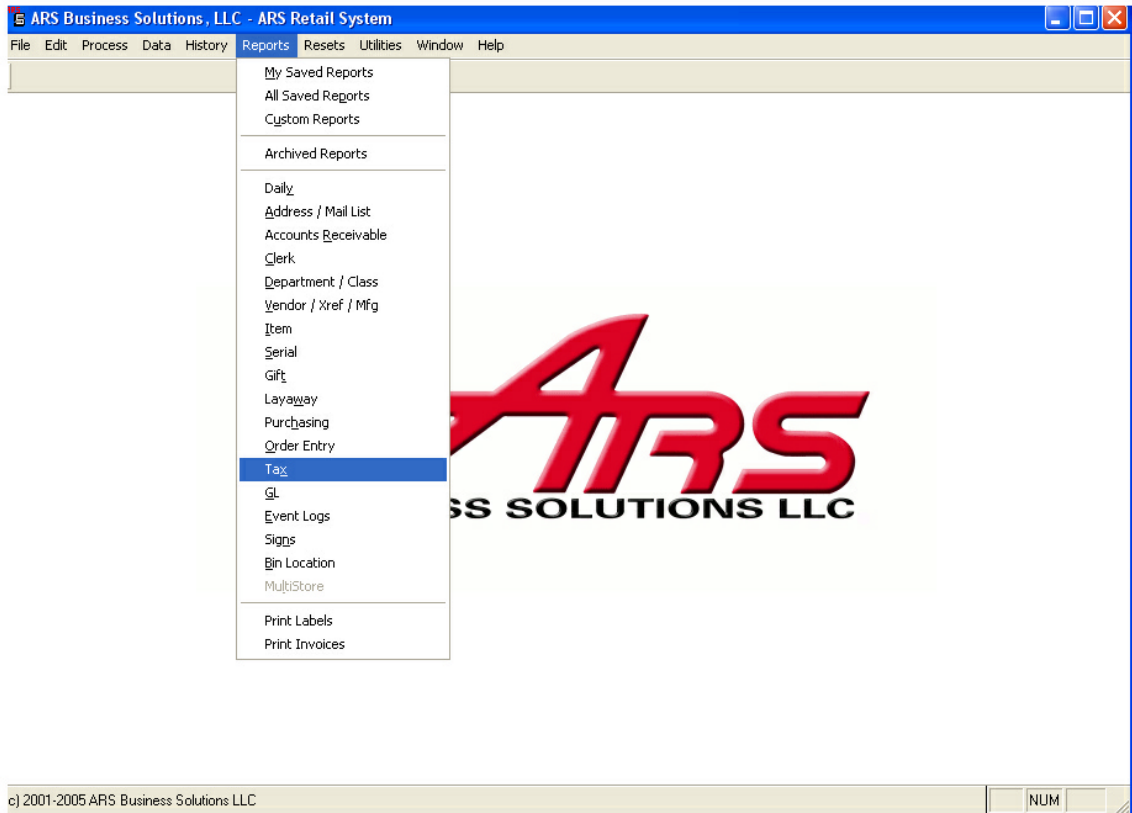 ARS Business Solutions, LLC - ARS Retail System
File Edit Process Data History Reports Resets Utilities Window Help
My Saved Reports
All Saved Reports
Custom Reports
Archived Reports
Daily
Address / Mail List
Accounts Receivable
Clerk
Department / Class
Vendor / Xref / Mfg
Item
Serial
Gift
Layaway
Purchasing
Order Entry
Tax
GL
Event Logs
Signs
Bin Location
MultiStore
Print Labels
Print Invoices
ARS
SS SOLUTIONS LLC
c) 2001-2005 ARS Business Solutions LLC
NUM